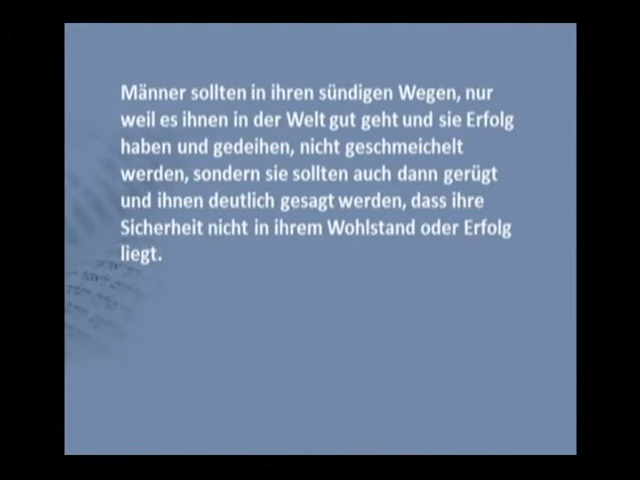 Männer sollten in ihren sündigen Wegen, nur
weil es ihnen in der Welt gut geht und sie Erfolg
haben und gedeihen, nicht geschmeichelt
werden, sondern sie sollten auch dann gerügt
und ihnen deutlich gesagt werden, dass ihre
Sicherheit nicht in ihrem Wohlstand oder Erfolg
liegt.